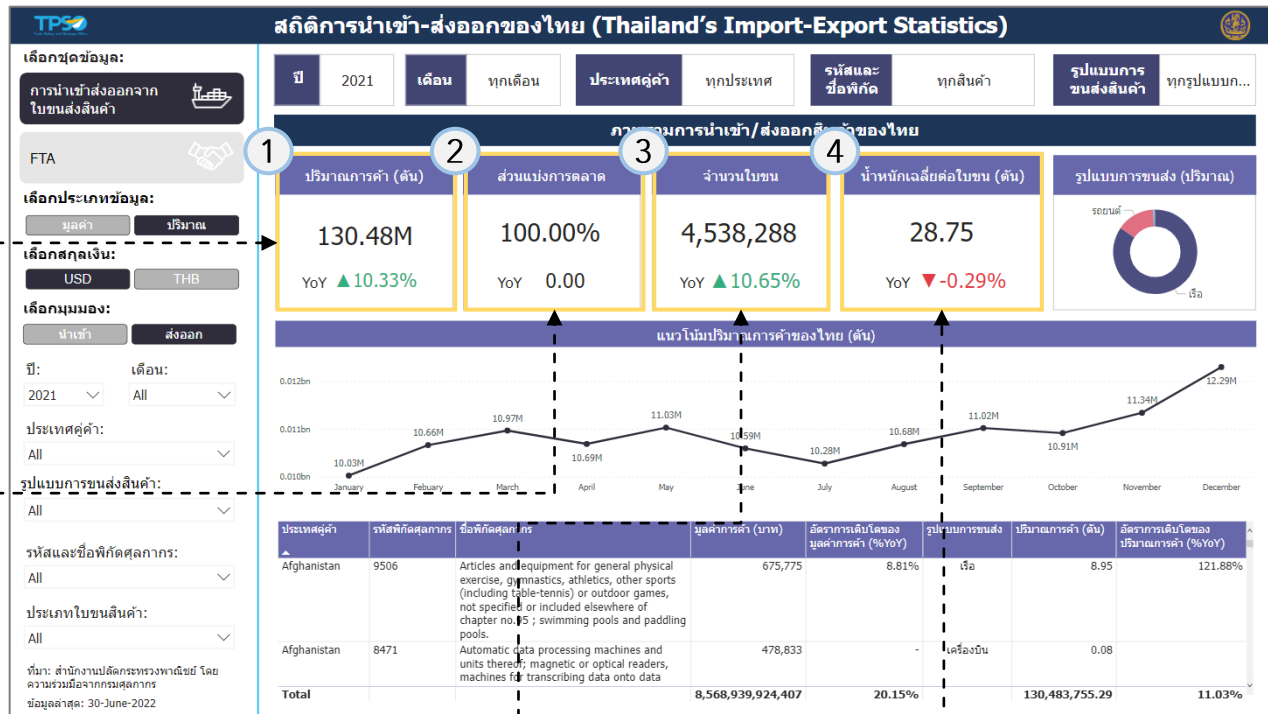 TPSO
สถิติการนำเข้า-ส่งออกของไทย (Thailand’s Import-Export Statistics)
เลือกชุดข้อมูล:
การนำเข้าส่งออกจาก
ใบขนส่งสินค้า
FTA
เลือกประเภทข้อมูล:
มูลค่า
ปริมาณ
เลือกสกุลเงิน:
USD
THB
เลือกมุมมอง:
นำเข้า
ส่งออก
ปี:
เดือน:
2021
All
ประเทศคู่ค้า:
All
รูปแบบการขนส่งสินค้า:
All
รหัสและชื่อพิกัดศุลกากร:
All
ประเภทใบขนสินค้า:
All
ที่มา: สำนักงานปลัดกระทรวงพาณิชย์ โดย
ความร่วมมือจากกรมศุลกากร
ข้อมูลล่าสุด: 30-June-2022
ปี
2021
เดือน
ทุกเดือน
ประเทศคู่ค้า
ทุกประเทศ
รหัสและ
ชื่อพิกัด
ทุกสินค้า
รูปแบบการ
ขนส่งสินค้า
ทุกรูปแบบก...
การนำเข้า/ส่งออกสินค้าของไทย
1
2
3
4
ปริมาณการค้า (ตัน)
130.48M
YoY ▲10.33%
ส่วนแบ่งการตลาด
100.00%
YoY 0.00
จำนวนใบขน
4,538,288
YoY ▲10.65%
น้ำหนักเฉลี่ยต่อใบขน (ตัน)
28.75
YoY ▼-0.29%
รูปแบบการขนส่ง (ปริมาณ)
รถยนต์
เรือ
แนวโน้มปริมาณการค้าของไทย (ตัน)
0.012bn
0.011bn
0.010bn
10.03M
10.66M
10.97M
10.69M
11.03M
10.59M
10.28M
10.68M
11.02M
10.91M
11.34M
12.29M
January
Febuary
March
April
May
June
July
August
September
October
November
December
ประเทศคู่ค้า
รหัสพิกัดศุลกากร
ชื่อพิกัดศุลกากร
มูลค่าการค้า (บาท)
อัตราการเติบโตของ
มูลค่าการค้า (%YoY)
รูปแบบการขนส่ง
ปริมาณการค้า (ตัน)
อัตราการเติบโตของ
ปริมาณการค้า (%YoY)
Afghanistan
9506
Articles and equipment for general physical
exercise, gymnastics, athletics, other sports
(including table-tennis) or outdoor games,
not specified or included elsewhere of
chapter no.95 ; swimming pools and paddling
pools.
675,775
8.81%
เรือ
8.95
121.88%
Afghanistan
8471
Automatic data processing machines and
units thereof; magnetic or optical readers,
machines for transcribing data onto data
478,833
-
เครื่องบิน
0.08
Total
8,568,939,924,407
20.15%
130,483,755.29
11.03%